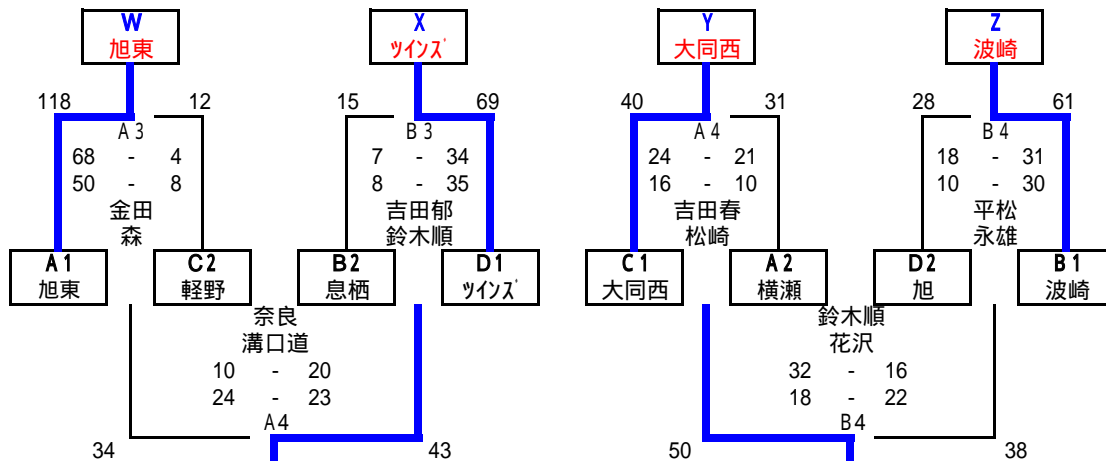 W X Y Z
旭東 ツインズ 大同西 波崎
118 12 15 69 40 31 28 61
A3 B3 A4 B4
68 - 4 7 - 34 24 - 21 18 - 31
50 - 8 8 - 35 16 - 10 10 - 30
金田 吉田郁 吉田春 平松
森 鈴木順 松崎 永雄
A1 C2 B2 D1 C1 A2 D2 B1
旭東 軽野 息栖 ツインズ 大同西 横瀬 旭 波崎
奈良 鈴木順
溝口道 花沢
10 - 20 32 - 16
24 - 23 18 - 22
A4 B4
34 43 50 38